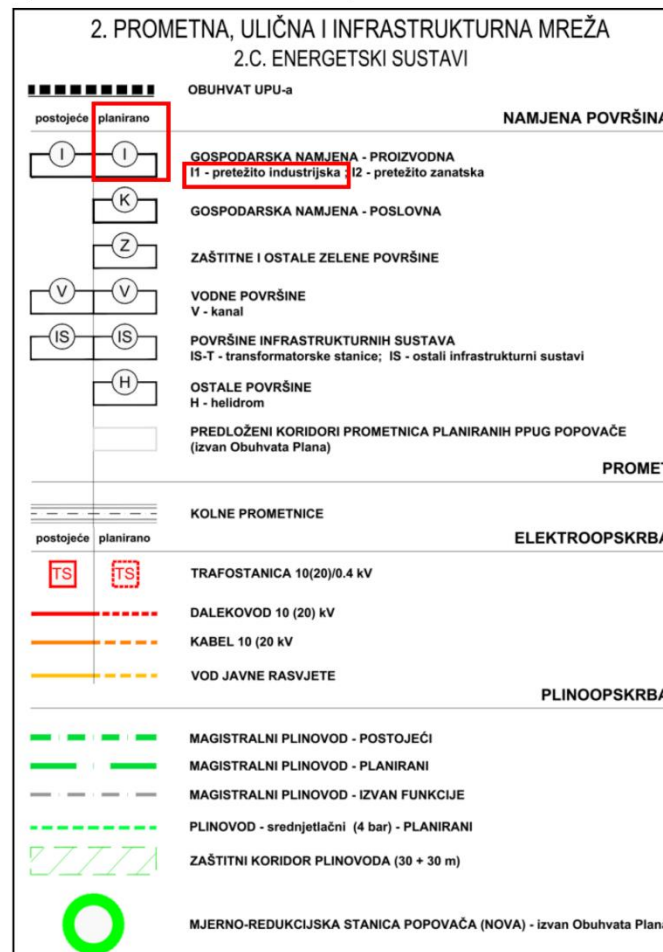 2. PROMETNA, ULIČNA I INFRASTRUKTURNA MREŽA
2.C. ENERGETSKI SUSTAVI
OBUHVAT UPU-a
postojeće planirano NAMJENA POVRŠINA
I I GOSPODARSKA NAMJENA - PROIZVODNA
I1 - pretežito industrijska ; I2 - pretežito zanatska
K GOSPODARSKA NAMJENA - POSLOVNA
Z ZAŠTITNE I OSTALE ZELENE POVRŠINE
V V VODNE POVRŠINE
V - kanal
IS IS POVRŠINE INFRASTRUKTURNIH SUSTAVA
IS-T - transformatorske stanice; IS - ostali infrastrukturni sustavi
H OSTALE POVRŠINE
H - helidrom
PREDLOŽENI KORIDORI PROMETNICA PLANIRANIH PPUG POPOVAČE
(izvan Obuhvata Plana)
PROMET
KOLNE PROMETNICE
postojeće planirano ELEKTROOPSKRBA
TS TS TRAFOSTANICA 10(20)/0.4 kV
DALEKOVOD 10 (20) kV
KABEL 10 (20 kV
VOD JAVNE RASVJETE
PLINOOPSKRBA
MAGISTRALNI PLINOVOD - POSTOJEĆI
MAGISTRALNI PLINOVOD - PLANIRANI
MAGISTRALNI PLINOVOD - IZVAN FUNKCIJE
PLINOVOD - srednjetlačni (4 bar) - PLANIRANI
ZAŠTITNI KORIDOR PLINOVODA (30 + 30 m)
MJERNO-REDUKCIJSKA STANICA POPOVAČA (NOVA) - izvan Obuhvata Plana